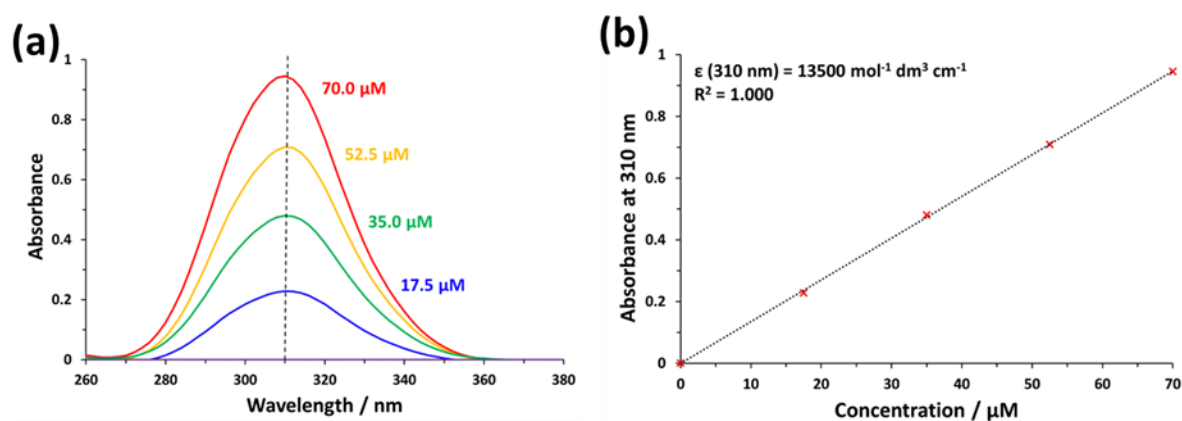 (a)
1
0.8
0.6
0.4
0.2
0
Absorbance
70.0 µM
52.5 µM
35.0 µM
17.5 µM
260
280
300
320
340
360
380
Wavelength / nm
(b)
1
0.8
0.6
0.4
0.2
0
Absorbance at 310 nm
ε (310 nm) = 13500 mol⁻¹ dm³ cm⁻¹
R² = 1.000
0
10
20
30
40
50
60
70
Concentration / µM